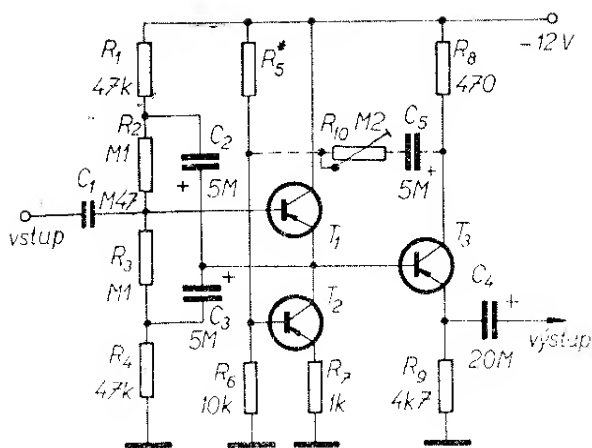 R1
47k
R2
M1
C1
M47
vstup
R3
M1
R4
47k
C2
+
5M
+
C3
5M
R5*
R6
10k
R10
M2
C5
+
5M
T1
T2
R7
1k
-12V
R8
470
T3
C4
+
20M
výstup
R9
4k7